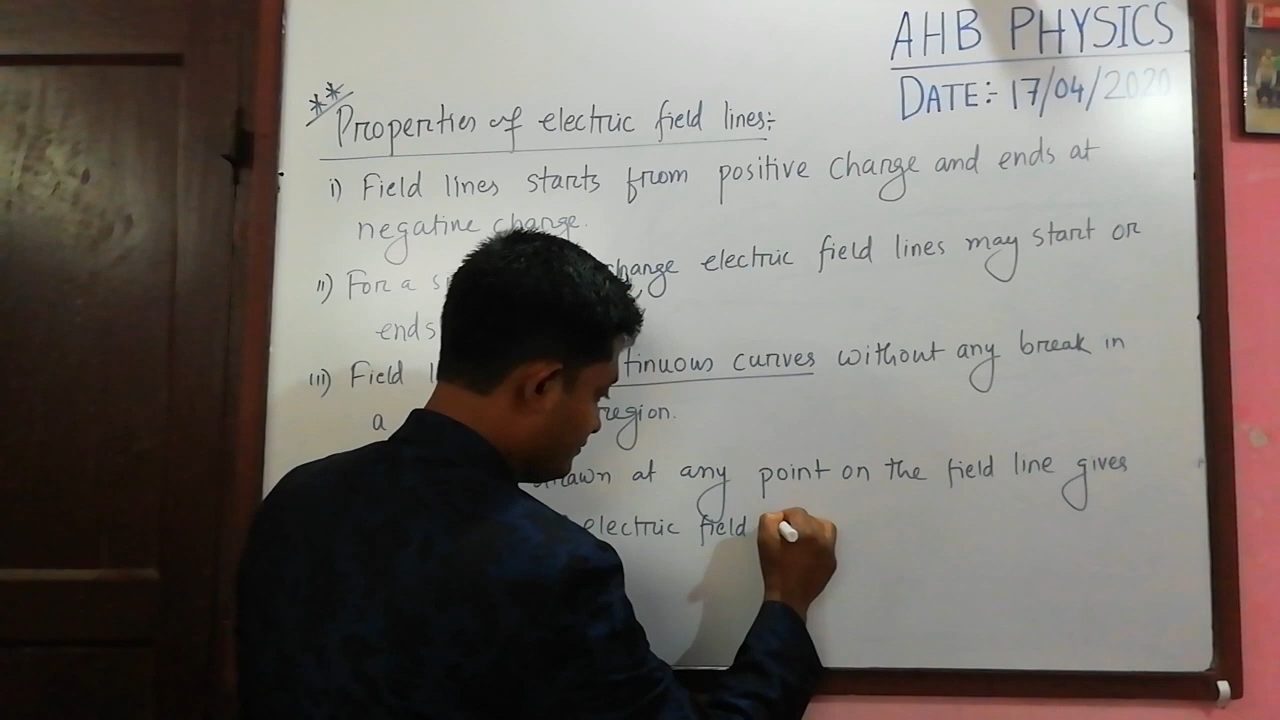 AHB PHYSICS
DATE:- 17/04/2020
** Properties of electric field lines:-
i) Field lines starts from positive charge and ends at
negative charge.
ii) For a charge electric field lines may start or
ends
iii) Field curves without any break in
a region.
at any point on the field line gives
electric field